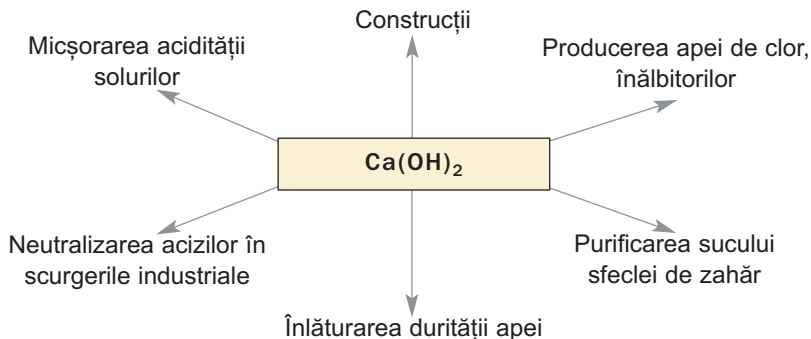 Construcții
Micșorarea acidității
solurilor
Producerea apei de clor,
înălbitorilor
Ca(OH)₂
Neutralizarea acizilor în
scurgerile industriale
Purificarea sucului
sfeclei de zahăr
Înlăturarea durității apei